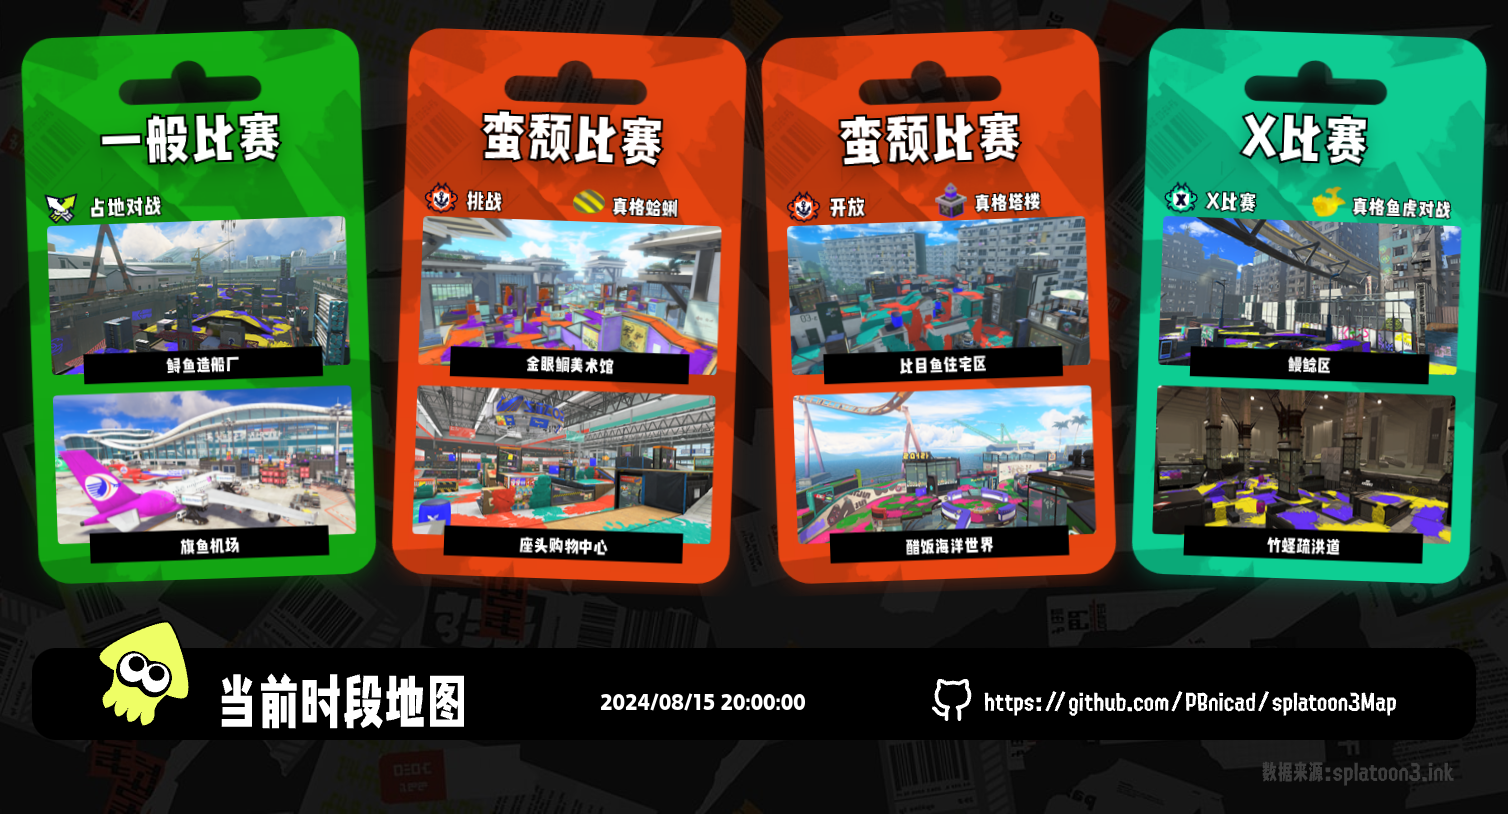 一般比赛
占地对战
鲟鱼造船厂
旗鱼机场
蛮颓比赛
挑战
真格蛤蜊
金眼鲷美术馆
座头购物中心
蛮颓比赛
开放
真格塔楼
比目鱼住宅区
醋饭海洋世界
X比赛
X比赛
真格鱼虎对战
鳗鲶区
竹蛏疏洪道
当前时段地图
2024/08/15 20:00:00
https://github.com/PBnicad/splatoon3Map
数据来源:splatoon3.ink